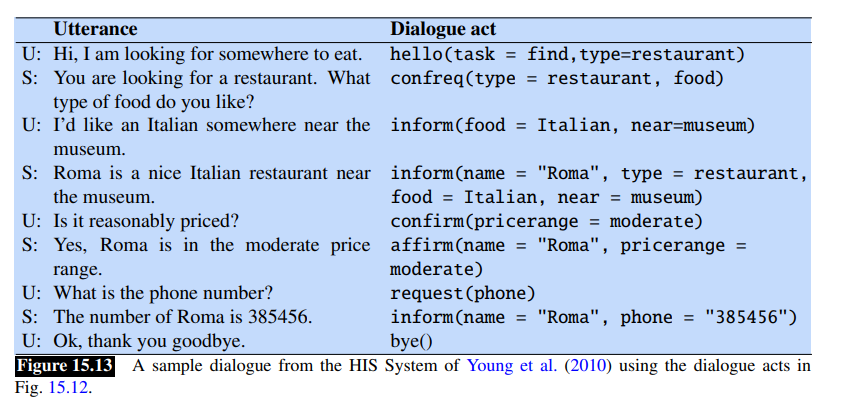 Utterance Dialogue act
U: Hi, I am looking for somewhere to eat. hello(task = find,type=restaurant)
S: You are looking for a restaurant. What confreq(type = restaurant, food)
type of food do you like?
U: I'd like an Italian somewhere near the inform(food = Italian, near=museum)
museum.
S: Roma is a nice Italian restaurant near inform(name = "Roma", type = restaurant,
the museum. food = Italian, near = museum)
U: Is it reasonably priced? confirm(pricerange = moderate)
S: Yes, Roma is in the moderate price affirm(name = "Roma", pricerange =
range. moderate)
U: What is the phone number? request(phone)
S: The number of Roma is 385456. inform(name = "Roma", phone = "385456")
U: Ok, thank you goodbye. bye()
Figure 15.13 A sample dialogue from the HIS System of Young et al. (2010) using the dialogue acts in
Fig. 15.12.